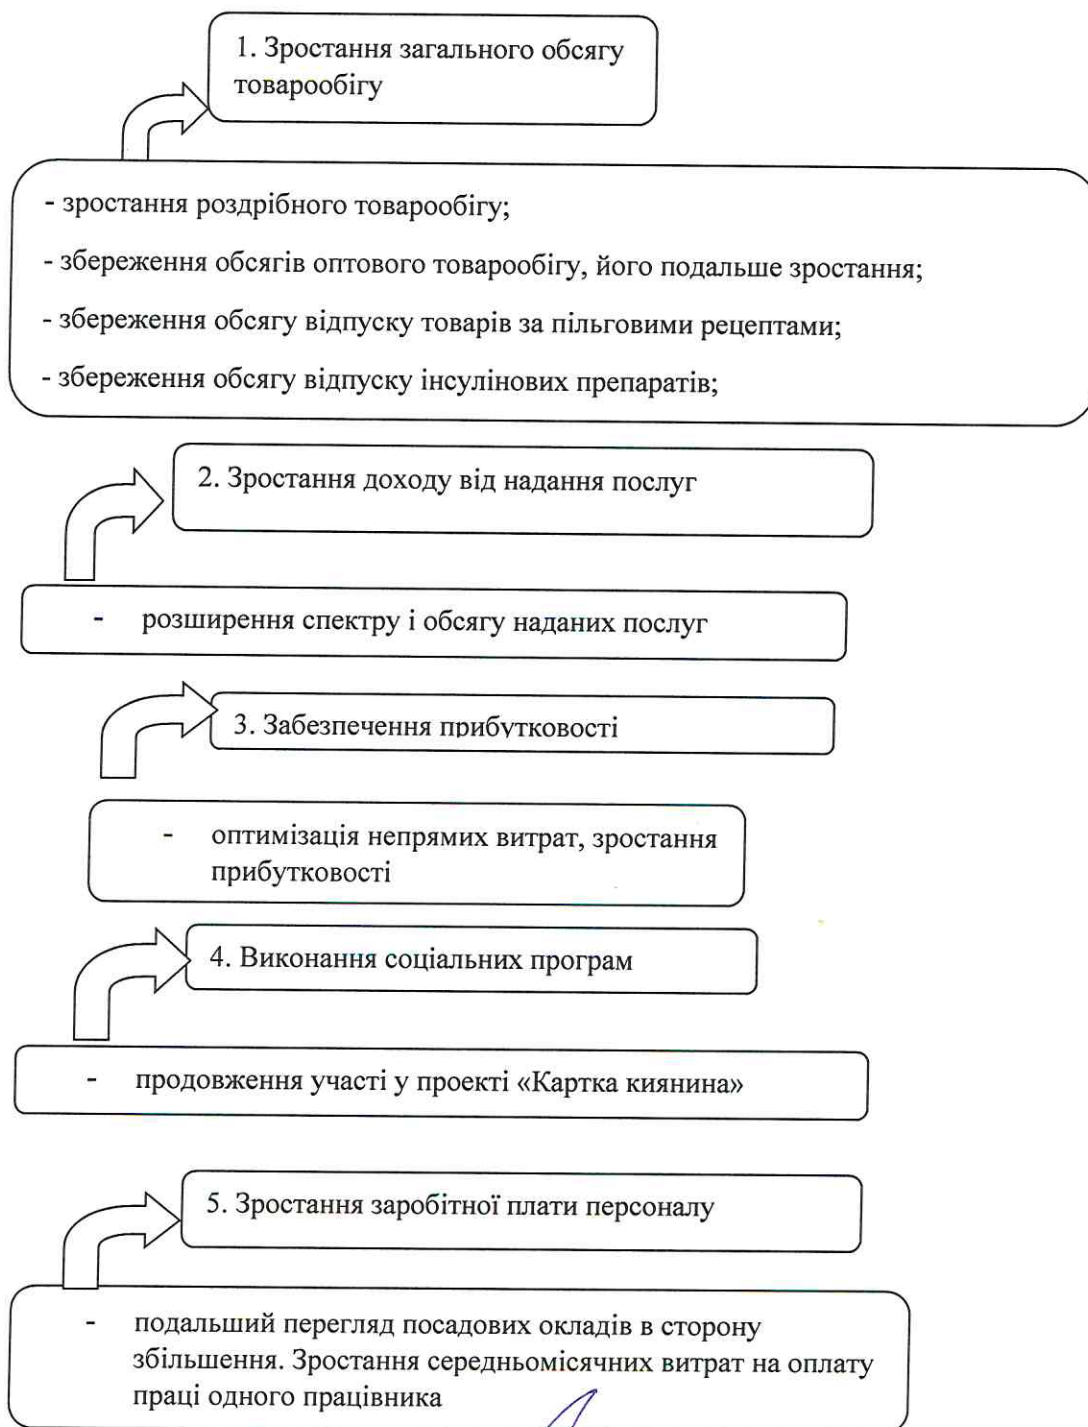 1. Зростання загального обсягу
товарообігу
- зростання роздрібного товарообігу;
- збереження обсягів оптового товарообігу, його подальше зростання;
- збереження обсягу відпуску товарів за пільговими рецептами;
- збереження обсягу відпуску інсулінових препаратів;
2. Зростання доходу від надання послуг
- розширення спектру і обсягу наданих послуг
3. Забезпечення прибутковості
- оптимізація непрямих витрат, зростання
прибутковості
4. Виконання соціальних програм
- продовження участі у проекті «Картка киянина»
5. Зростання заробітної плати персоналу
- подальший перегляд посадових окладів в сторону
збільшення. Зростання середньомісячних витрат на оплату
праці одного працівника